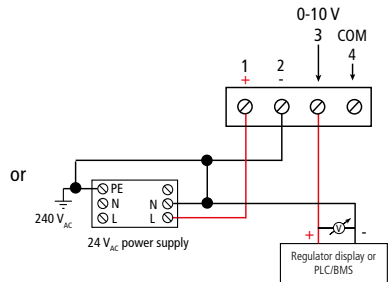 0-10 V
3 COM
4
1 2
+ -
or
PE
N N
L L
240 VAC
24 VAC power supply
V
+ -
Regulator display or
PLC/BMS